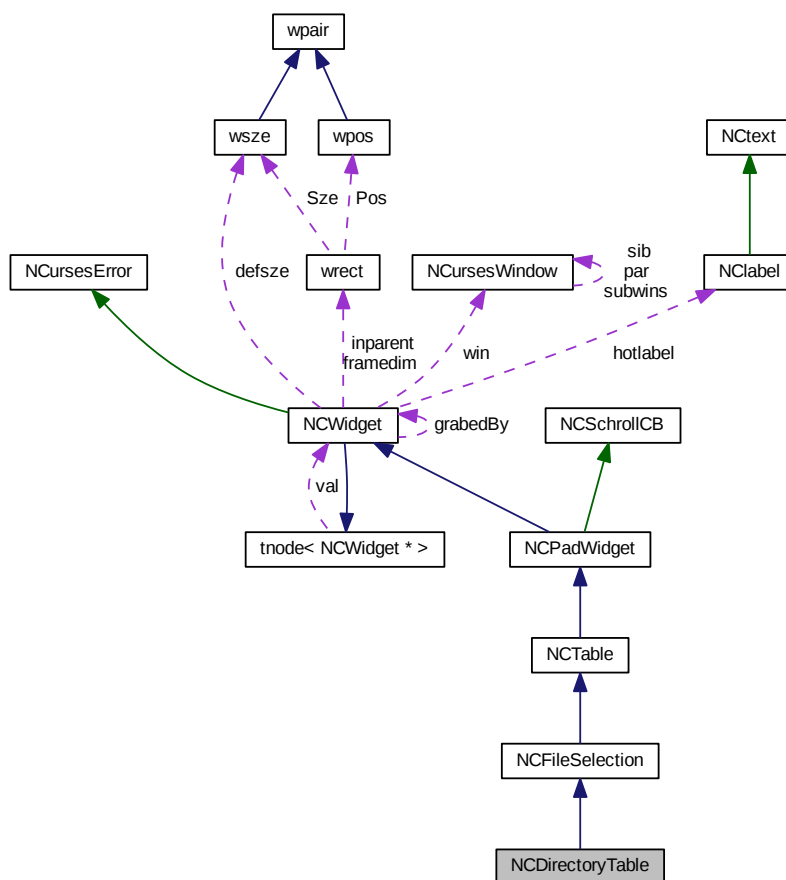 wpair
wsze
wpos
NCtext
Sze
Pos
NCursesError
defsze
wrect
NCursesWindow
sib
par
subwins
NClabel
inparent
framedim
win
hotlabel
NCWidget
grabedBy
NCSchrollCB
val
tnode< NCWidget * >
NCPadWidget
NCTable
NCFileSelection
NCDirectoryTable